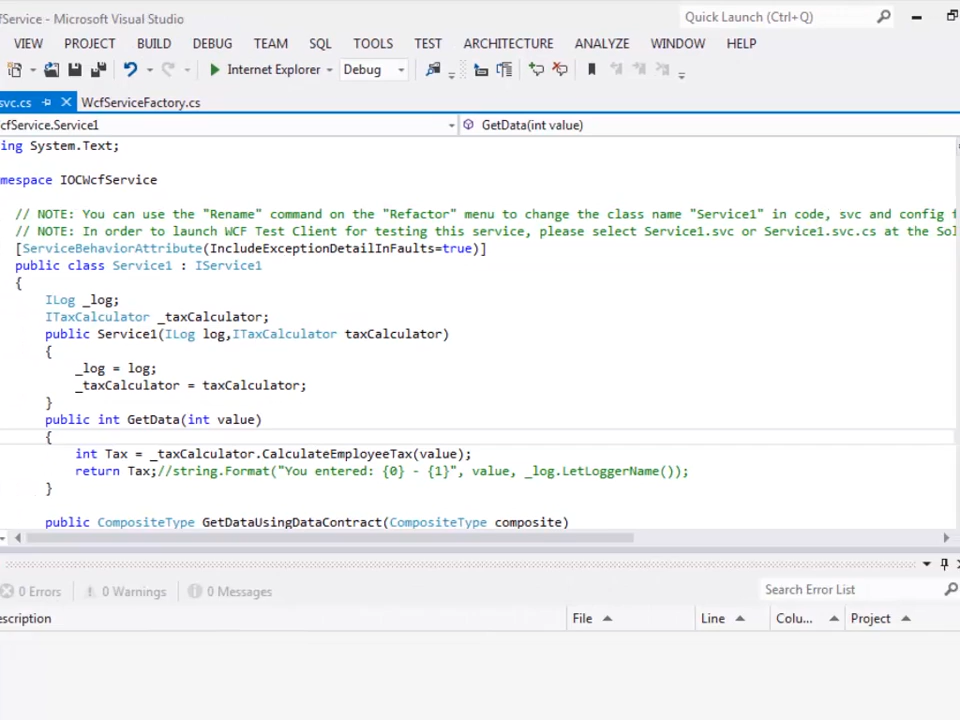 fService - Microsoft Visual Studio
Quick Launch (Ctrl+Q)
VIEW PROJECT BUILD DEBUG TEAM SQL TOOLS TEST ARCHITECTURE ANALYZE WINDOW HELP
Internet Explorer Debug
svc.cs WcfServiceFactory.cs
cfService.Service1 GetData(int value)
ing System.Text;
mespace IOCWcfService
// NOTE: You can use the "Rename" command on the "Refactor" menu to change the class name "Service1" in code, svc and config f
// NOTE: In order to launch WCF Test Client for testing this service, please select Service1.svc or Service1.svc.cs at the Sol
[ServiceBehaviorAttribute(IncludeExceptionDetailInFaults=true)]
public class Service1 : IService1
{
ILog _log;
ITaxCalculator _taxCalculator;
public Service1(ILog log,ITaxCalculator taxCalculator)
{
_log = log;
_taxCalculator = taxCalculator;
}
public int GetData(int value)
{
int Tax = _taxCalculator.CalculateEmployeeTax(value);
return Tax;//string.Format("You entered: {0} - {1}", value, _log.LetLoggerName());
}
public CompositeType GetDataUsingDataContract(CompositeType composite)
0 Errors 0 Warnings 0 Messages Search Error List
escription File Line Colu... Project